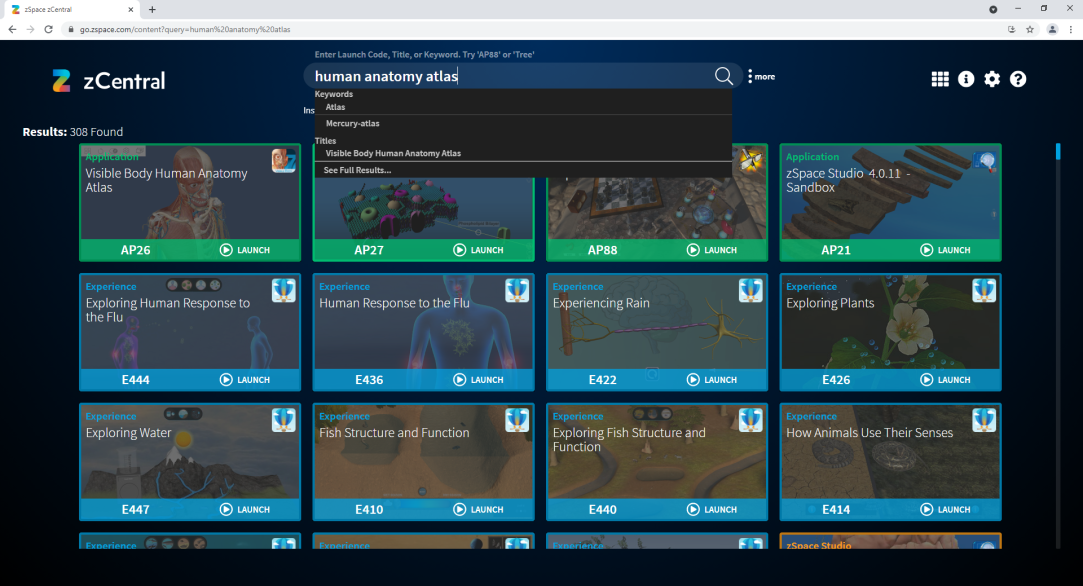 zSpace zCentral
go.zspace.com/content?query=human%20anatomy%20atlas
Enter Launch Code, Title, or Keyword. Try 'AP88' or 'Tree'
zCentral
human anatomy atlas
more
Keywords
Atlas
Mercury-atlas
Titles
Visible Body Human Anatomy Atlas
See Full Results...
Ins
Results: 308 Found
Application
Visible Body Human Anatomy
Atlas
AP26 LAUNCH
AP27 LAUNCH
AP88 LAUNCH
Application
zSpace Studio 4.0.11 -
Sandbox
AP21 LAUNCH
Experience
Exploring Human Response to
the Flu
E444 LAUNCH
Experience
Human Response to the Flu
E436 LAUNCH
Experience
Experiencing Rain
E422 LAUNCH
Experience
Exploring Plants
E426 LAUNCH
Experience
Exploring Water
E447 LAUNCH
Experience
Fish Structure and Function
E410 LAUNCH
Experience
Exploring Fish Structure and
Function
E440 LAUNCH
Experience
How Animals Use Their Senses
E414 LAUNCH
Experience
Experience
Experience
zSpace Studio